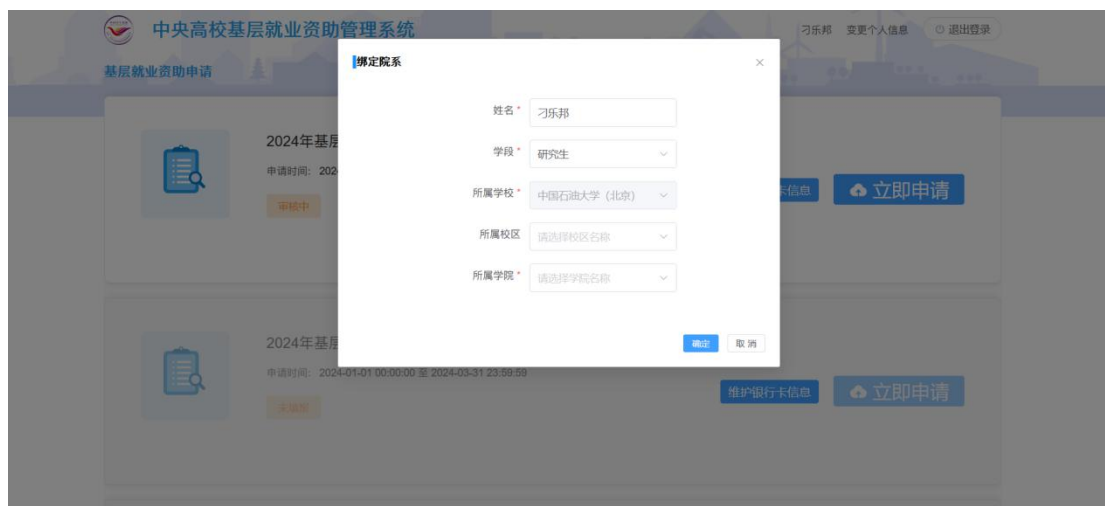 中央高校基层就业资助管理系统
刁乐邦 变更个人信息 退出登录
基层就业资助申请
绑定院系
姓名* 刁乐邦
学段* 研究生
所属学校* 中国石油大学（北京）
所属校区 请选择校区名称
所属学院* 请选择学院名称
确定 取消
2024年基层
申请时间: 202
审核中
卡信息 立即申请
2024年基层
申请时间: 2024-01-01 00:00:00 至 2024-03-31 23:59:59
维护银行卡信息 立即申请